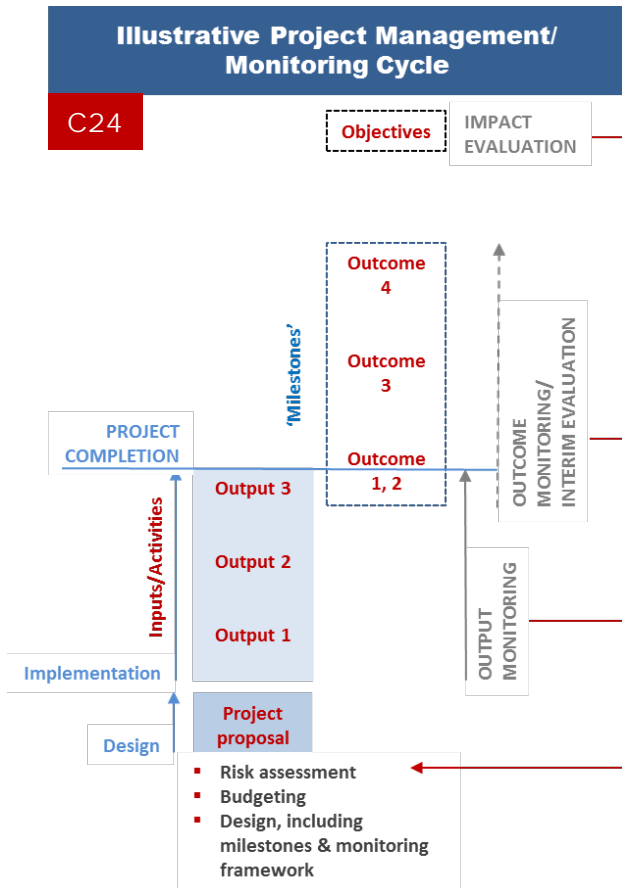 Illustrative Project Management/
Monitoring Cycle
C24
Objectives
IMPACT
EVALUATION
Outcome
4
'Milestones'
Outcome
3
OUTCOME
MONITORING/
INTERIM EVALUATION
PROJECT
COMPLETION
Outcome
1, 2
Output 3
Inputs/Activities
Output 2
OUTPUT
MONITORING
Output 1
Implementation
Project
proposal
Design
▪ Risk assessment
▪ Budgeting
▪ Design, including
milestones & monitoring
framework